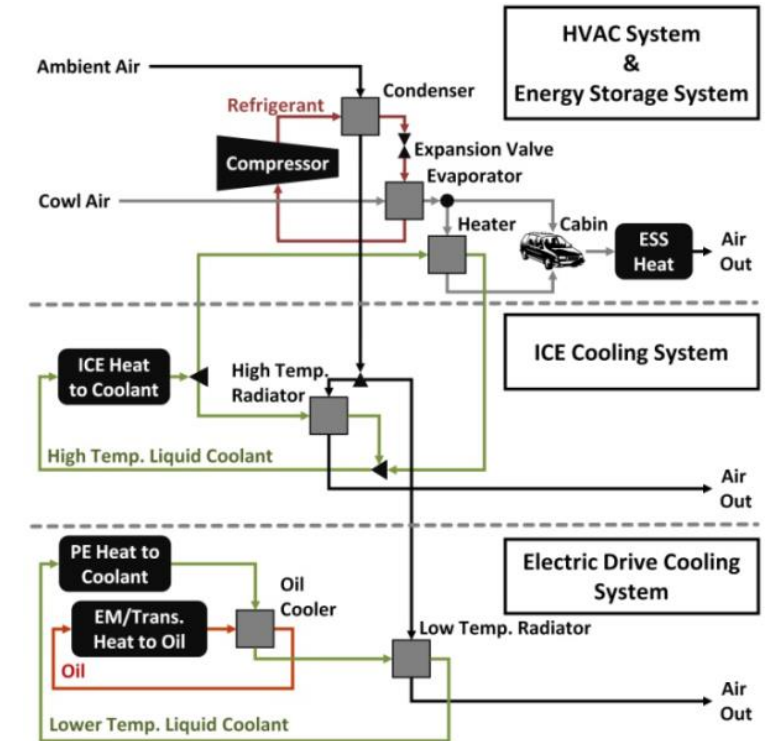 HVAC System
&
Energy Storage System
Ambient Air
Condenser
Refrigerant
Compressor
Expansion Valve
Evaporator
Cowl Air
Heater
Cabin
ESS
Heat
Air
Out
ICE Cooling System
ICE Heat
to Coolant
High Temp.
Radiator
High Temp. Liquid Coolant
Air
Out
Electric Drive Cooling
System
PE Heat to
Coolant
Oil
Cooler
EM/Trans.
Heat to Oil
Low Temp. Radiator
Oil
Air
Out
Lower Temp. Liquid Coolant